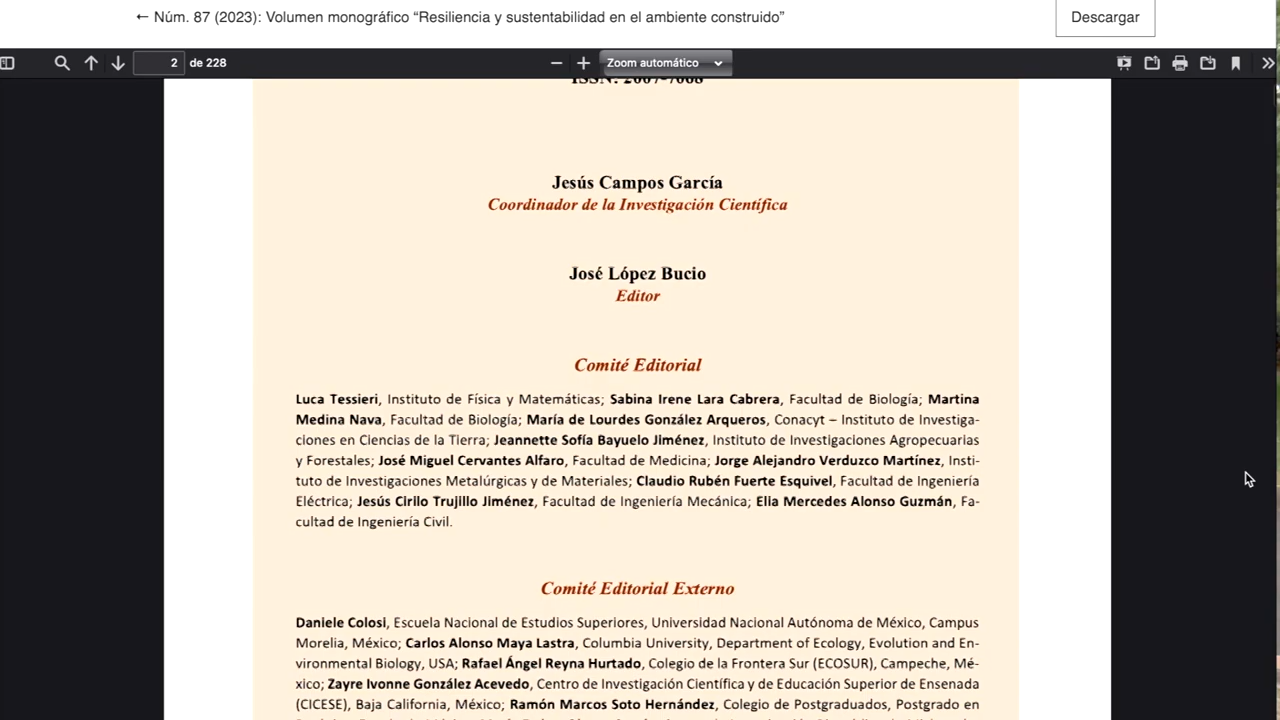 ← Núm. 87 (2023): Volumen monográfico “Resiliencia y sustentabilidad en el ambiente construido”
Descargar
2 de 228
Zoom automático
Jesús Campos García
Coordinador de la Investigación Científica
José López Bucio
Editor
Comité Editorial
Luca Tessieri, Instituto de Física y Matemáticas; Sabina Irene Lara Cabrera, Facultad de Biología; Martina
Medina Nava, Facultad de Biología; María de Lourdes González Arqueros, Conacyt – Instituto de Investiga-
ciones en Ciencias de la Tierra; Jeannette Sofía Bayuelo Jiménez, Instituto de Investigaciones Agropecuarias
y Forestales; José Miguel Cervantes Alfaro, Facultad de Medicina; Jorge Alejandro Verduzco Martínez, Insti-
tuto de Investigaciones Metalúrgicas y de Materiales; Claudio Rubén Fuerte Esquivel, Facultad de Ingeniería
Eléctrica; Jesús Cirilo Trujillo Jiménez, Facultad de Ingeniería Mecánica; Elia Mercedes Alonso Guzmán, Fa-
cultad de Ingeniería Civil.
Comité Editorial Externo
Daniele Colosi, Escuela Nacional de Estudios Superiores, Universidad Nacional Autónoma de México, Campus
Morelia, México; Carlos Alonso Maya Lastra, Columbia University, Department of Ecology, Evolution and En-
vironmental Biology, USA; Rafael Ángel Reyna Hurtado, Colegio de la Frontera Sur (ECOSUR), Campeche, Mé-
xico; Zayre Ivonne González Acevedo, Centro de Investigación Científica y de Educación Superior de Ensenada
(CICESE), Baja California, México; Ramón Marcos Soto Hernández, Colegio de Postgraduados, Postgrado en